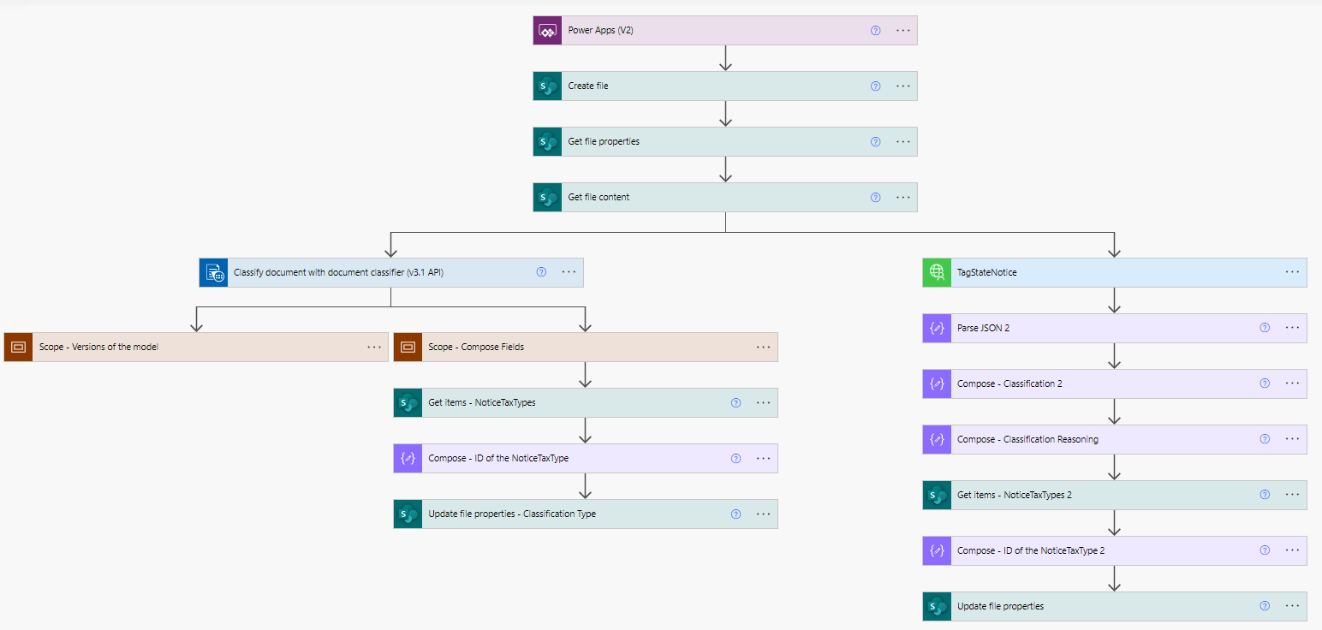 Power Apps (V2)
Create file
Get file properties
Get file content
Classify document with document classifier (v3.1 API)
Scope - Versions of the model
Scope - Compose Fields
Get items - NoticeTaxTypes
Compose - ID of the NoticeTaxType
Update file properties - Classification Type
TagStateNotice
Parse JSON 2
Compose - Classification 2
Compose - Classification Reasoning
Get items - NoticeTaxTypes 2
Compose - ID of the NoticeTaxType 2
Update file properties